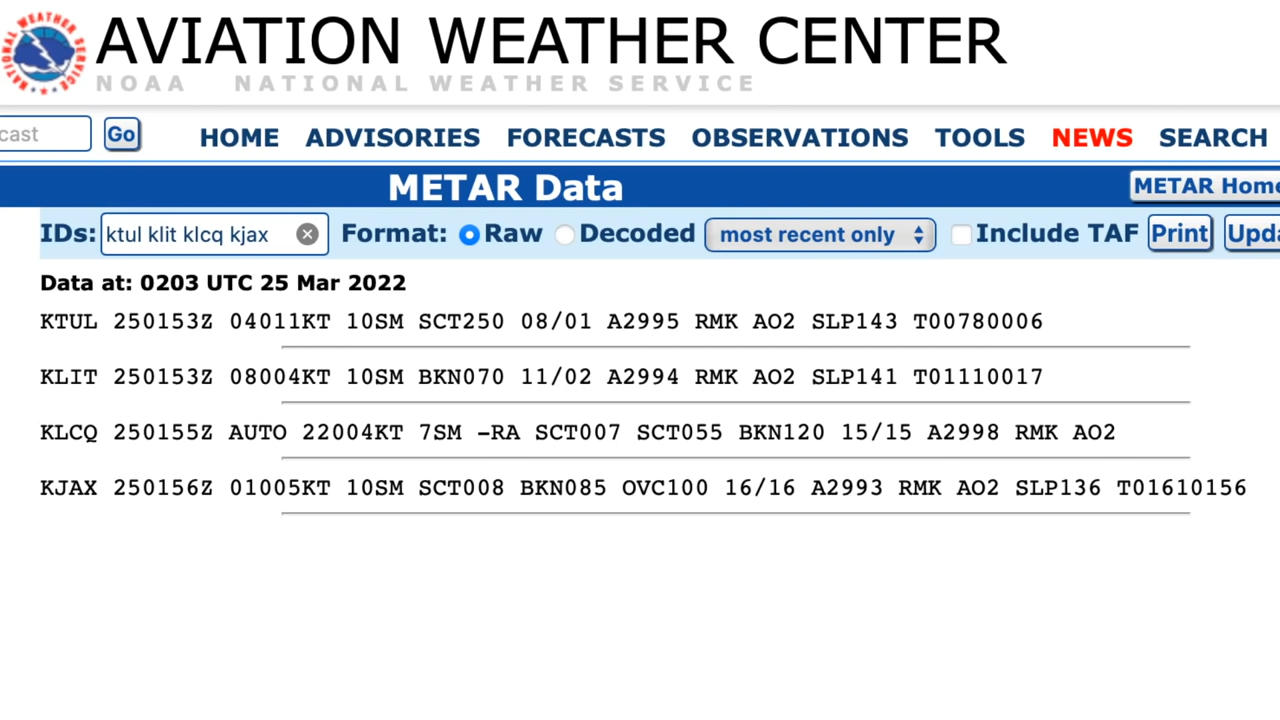 AVIATION WEATHER CENTER
NOAA NATIONAL WEATHER SERVICE
cast Go HOME ADVISORIES FORECASTS OBSERVATIONS TOOLS NEWS SEARCH
METAR Data METAR Home
IDs: ktul klit klcq kjax Format: Raw Decoded most recent only Include TAF Print Upda
Data at: 0203 UTC 25 Mar 2022
KTUL 250153Z 04011KT 10SM SCT250 08/01 A2995 RMK AO2 SLP143 T00780006
KLIT 250153Z 08004KT 10SM BKN070 11/02 A2994 RMK AO2 SLP141 T01110017
KLCQ 250155Z AUTO 22004KT 7SM -RA SCT007 SCT055 BKN120 15/15 A2998 RMK AO2
KJAX 250156Z 01005KT 10SM SCT008 BKN085 OVC100 16/16 A2993 RMK AO2 SLP136 T01610156